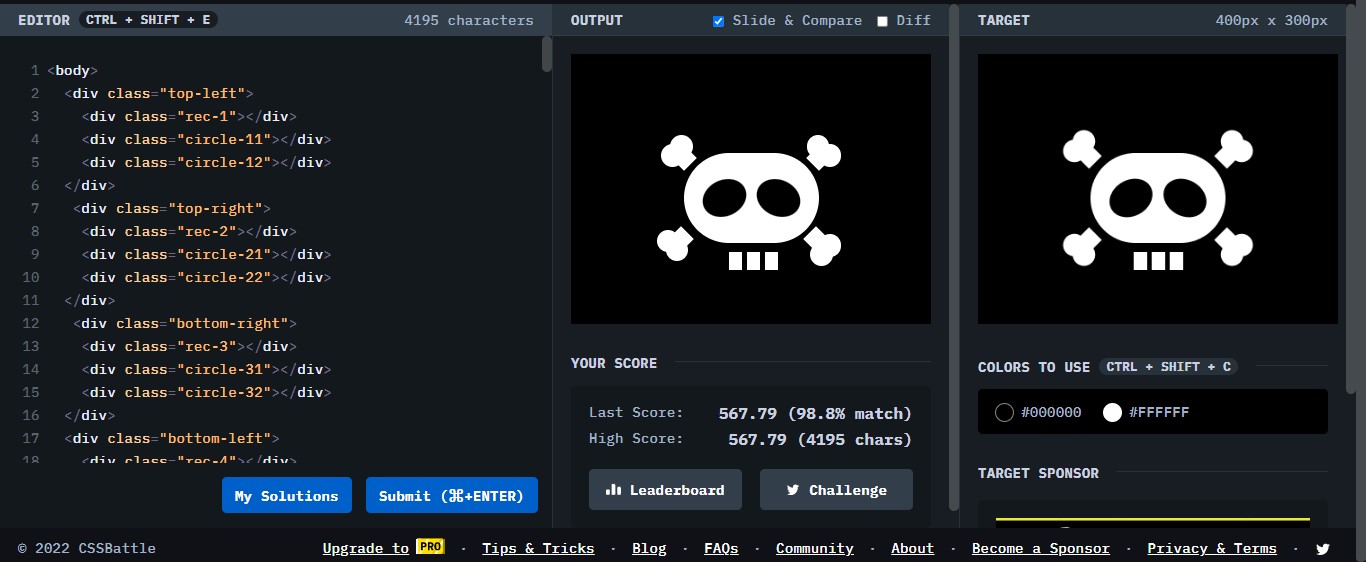 EDITOR CTRL + SHIFT + E 4195 characters
1 <body>
2 <div class="top-left">
3 <div class="rec-1"></div>
4 <div class="circle-11"></div>
5 <div class="circle-12"></div>
6 </div>
7 <div class="top-right">
8 <div class="rec-2"></div>
9 <div class="circle-21"></div>
10 <div class="circle-22"></div>
11 </div>
12 <div class="bottom-right">
13 <div class="rec-3"></div>
14 <div class="circle-31"></div>
15 <div class="circle-32"></div>
16 </div>
17 <div class="bottom-left">
18 <div class="rec-4"></div>
My Solutions Submit (⌘+ENTER)
OUTPUT Slide & Compare Diff
YOUR SCORE
Last Score: 567.79 (98.8% match)
High Score: 567.79 (4195 chars)
Leaderboard Challenge
TARGET 400px x 300px
COLORS TO USE CTRL + SHIFT + C
#000000 #FFFFFF
TARGET SPONSOR
© 2022 CSSBattle Upgrade to PRO · Tips & Tricks · Blog · FAQs · Community · About · Become a Sponsor · Privacy & Terms ·